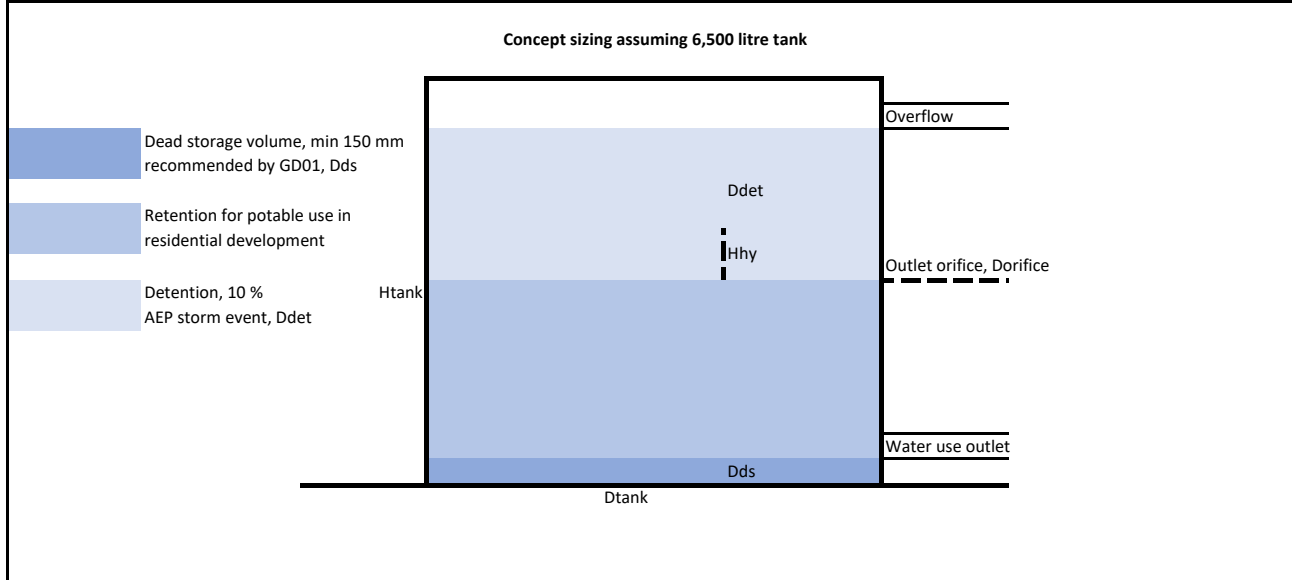 Concept sizing assuming 6,500 litre tank
Overflow
Dead storage volume, min 150 mm
recommended by GD01, Dds
Ddet
Retention for potable use in
residential development
Hhy
Outlet orifice, Dorifice
Detention, 10 %
Htank
AEP storm event, Ddet
Water use outlet
Dds
Dtank